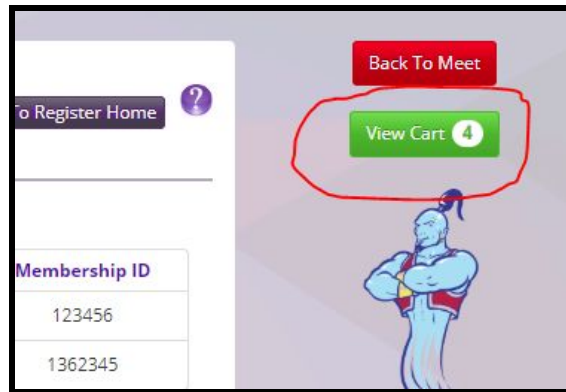 Back To Meet
To Register Home
?
View Cart 4
Membership ID
123456
1362345